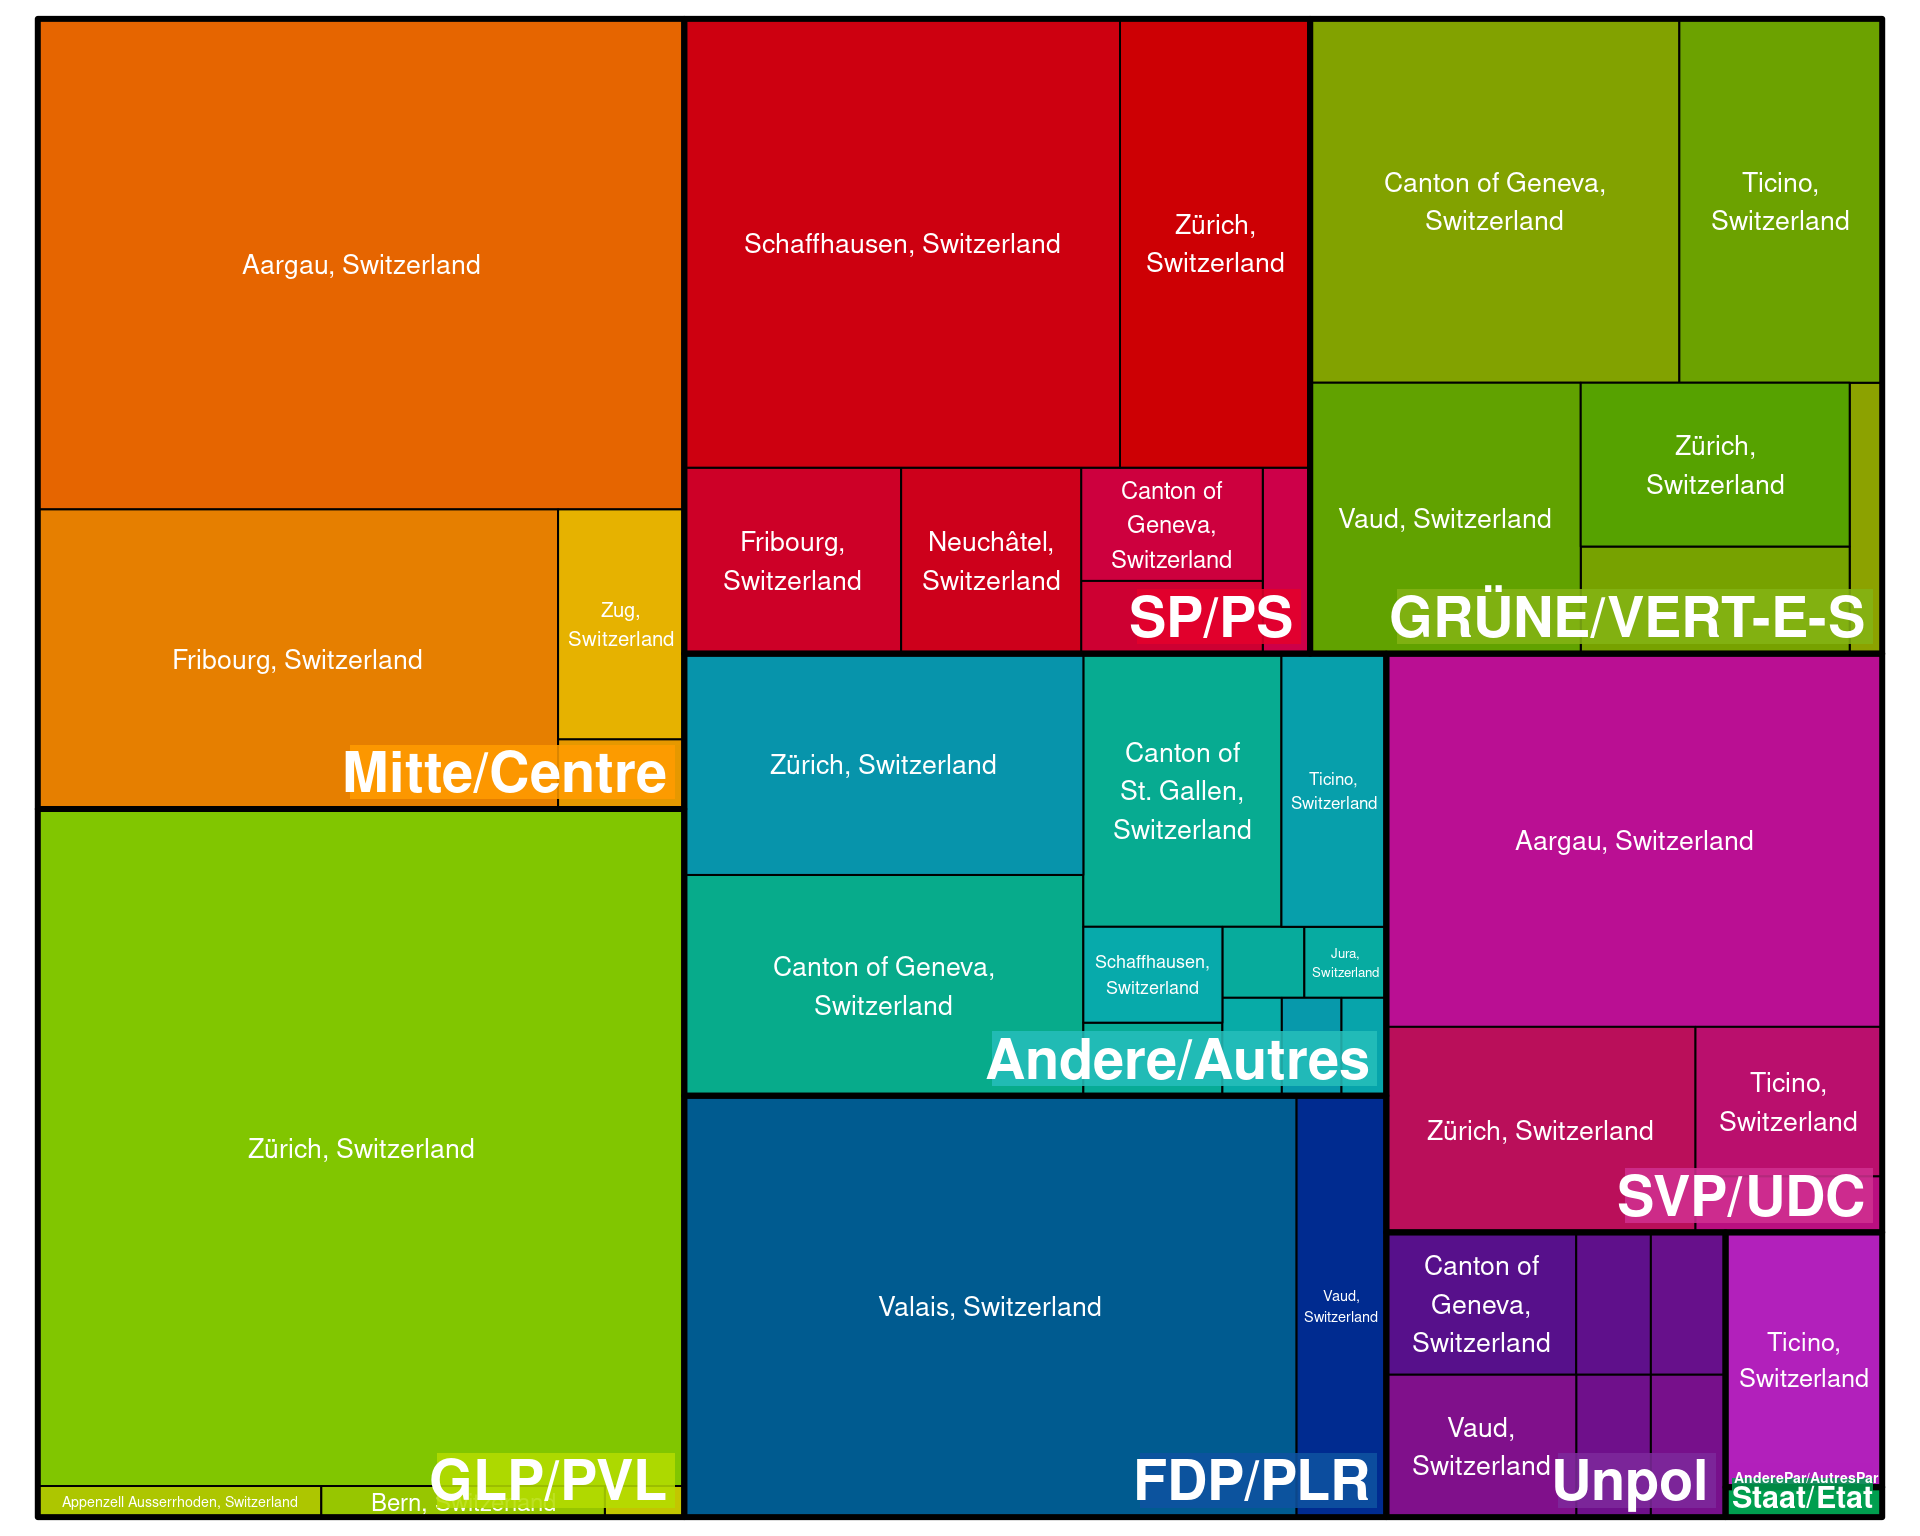 Aargau, Switzerland
Fribourg, Switzerland
Zug,
Switzerland
Mitte/Centre
Zürich, Switzerland
Appenzell Ausserrhoden, Switzerland
Bern, Switzerland
GLP/PVL
Schaffhausen, Switzerland
Zürich,
Switzerland
Fribourg,
Switzerland
Neuchâtel,
Switzerland
Canton of
Geneva,
Switzerland
SP/PS
Canton of Geneva,
Switzerland
Ticino,
Switzerland
Vaud, Switzerland
Zürich,
Switzerland
GRÜNE/VERT-E-S
Zürich, Switzerland
Canton of Geneva,
Switzerland
Canton of
St. Gallen,
Switzerland
Ticino,
Switzerland
Schaffhausen,
Switzerland
Jura,
Switzerland
Andere/Autres
Valais, Switzerland
Vaud,
Switzerland
FDP/PLR
Aargau, Switzerland
Zürich, Switzerland
Ticino,
Switzerland
SVP/UDC
Canton of
Geneva,
Switzerland
Vaud,
Switzerland
Unpol
Ticino,
Switzerland
AnderePar/AutresPar
Staat/Etat